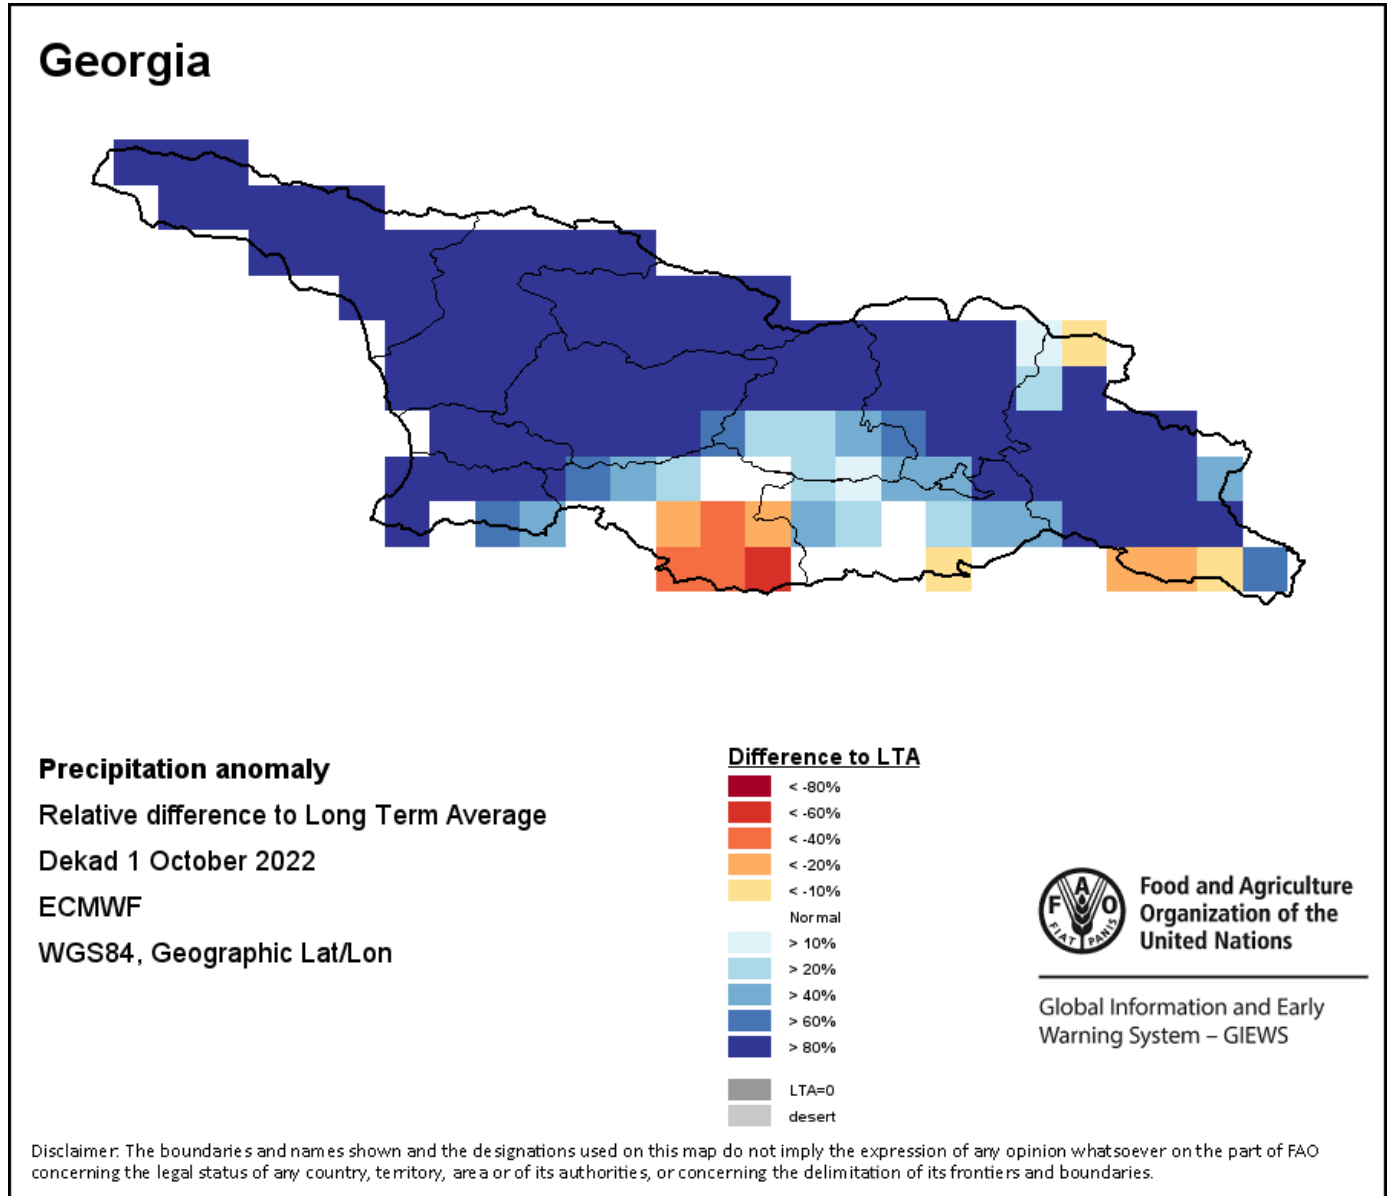 Georgia
Precipitation anomaly
Relative difference to Long Term Average
Dekad 1 October 2022
ECMWF
WGS84, Geographic Lat/Lon
Difference to LTA
< -80%
< -60%
< -40%
< -20%
< -10%
Normal
> 10%
> 20%
> 40%
> 60%
> 80%
LTA=0
desert
F A O
FIAT PANIS
Food and Agriculture
Organization of the
United Nations
Global Information and Early
Warning System – GIEWS
Disclaimer: The boundaries and names shown and the designations used on this map do not imply the expression of any opinion whatsoever on the part of FAO
concerning the legal status of any country, territory, area or of its authorities, or concerning the delimitation of its frontiers and boundaries.